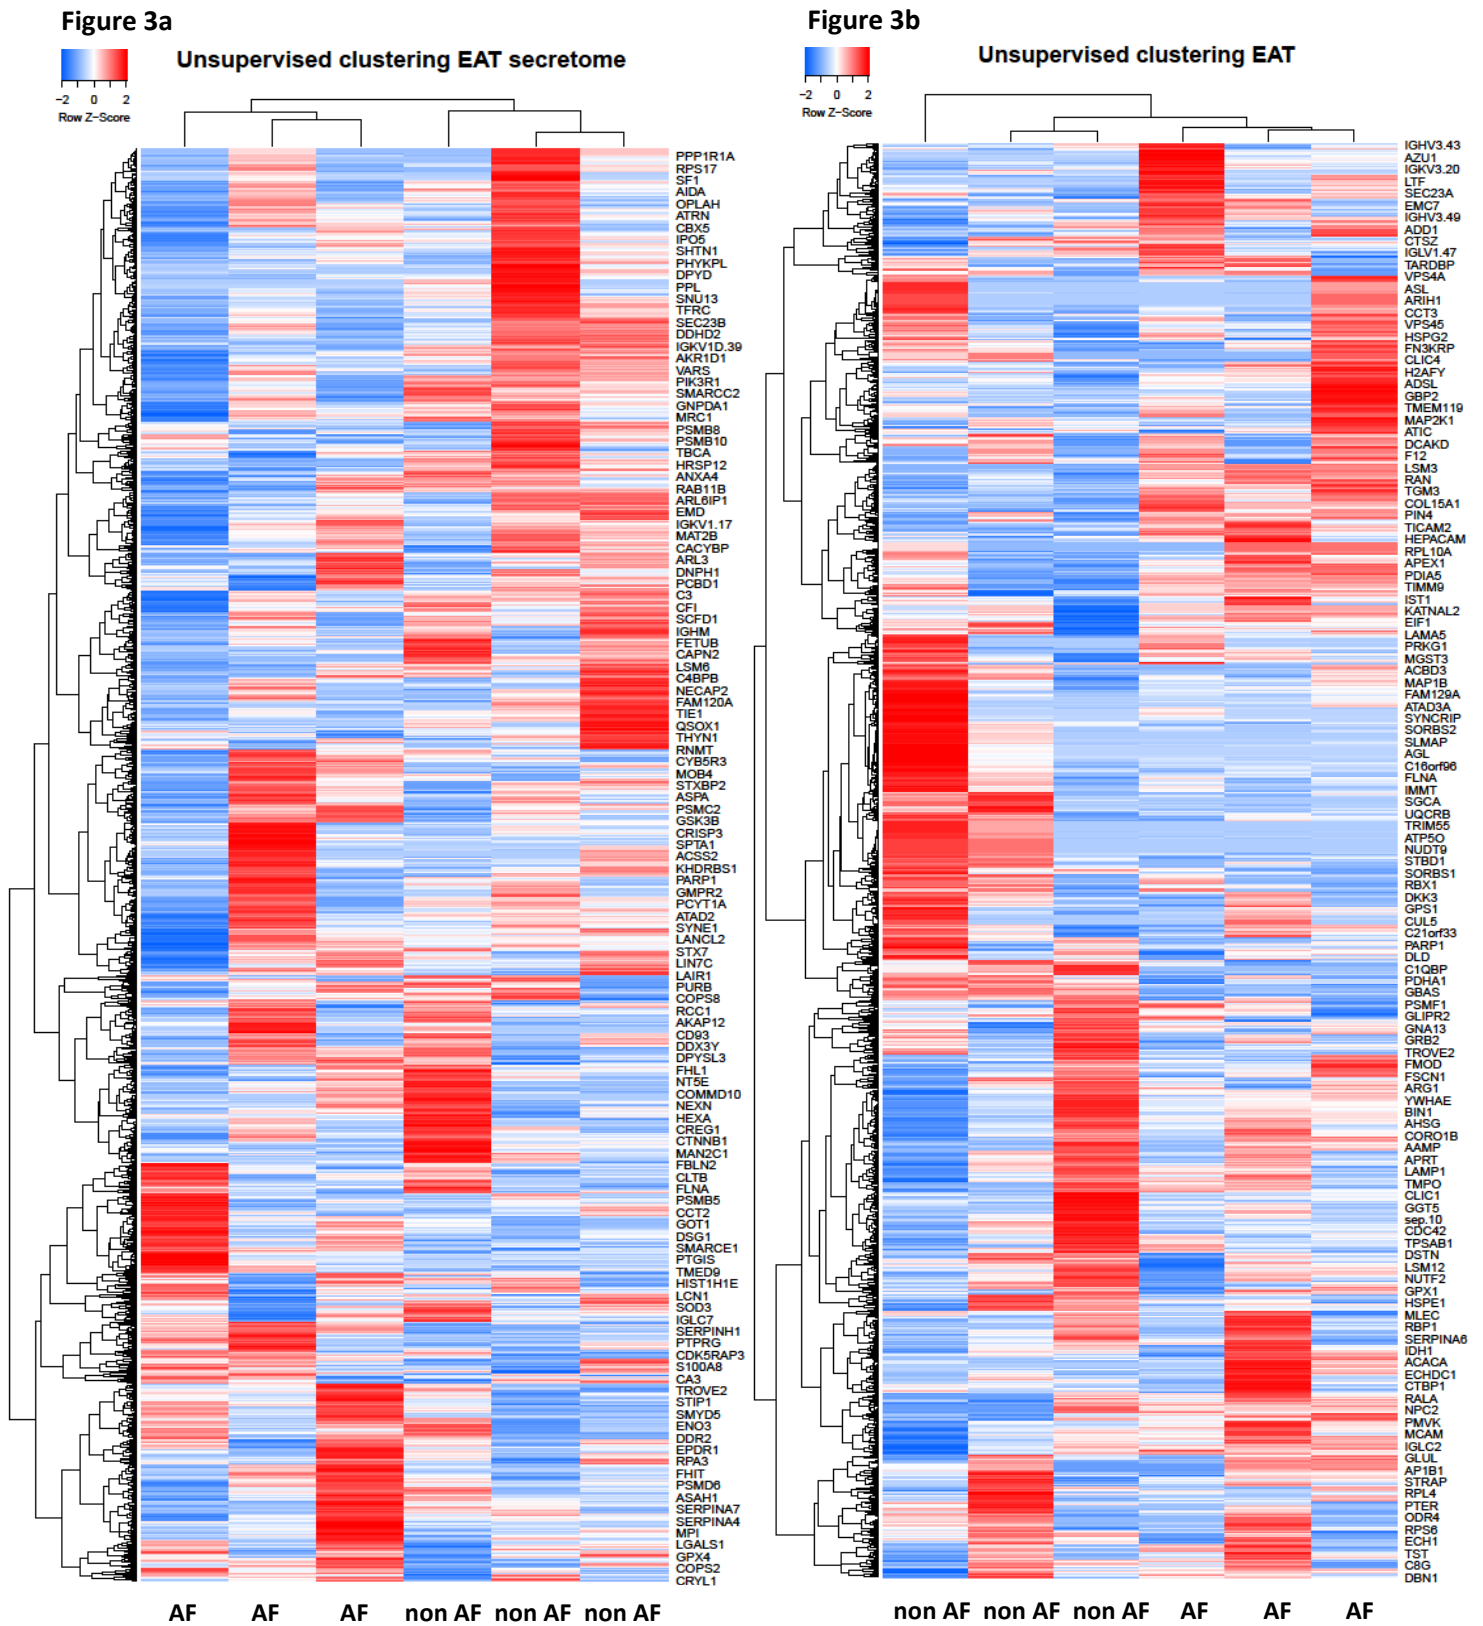 Figure 3a
Unsupervised clustering EAT secretome
−2 0 2
Row Z−Score
PPP1R1A
RPS17
SF1
AIDA
OPLAH
ATRN
CBX5
IPO5
SHTN1
PHYKPL
DPYD
PPL
SNU13
TFRC
SEC23B
DDHD2
IGKV1D.39
AKR1D1
VARS
PIK3R1
SMARCC2
GNPDA1
MRC1
PSMB8
PSMB10
TBCA
HRSP12
ANXA4
RAB11B
ARL6IP1
EMD
IGKV1.17
MAT2B
CACYBP
ARL3
DNPH1
PCBD1
C3
CFI
SCFD1
IGHM
FETUB
CAPN2
LSM6
C4BPB
NECAP2
FAM120A
TIE1
QSOX1
THYN1
RNMT
CYB5R3
MOB4
STXBP2
ASPA
PSMC2
GSK3B
CRISP3
SPTA1
ACSS2
KHDRBS1
PARP1
GMPR2
PCYT1A
ATAD2
SYNE1
LANCL2
STX7
LIN7C
LAIR1
PURB
COPS8
RCC1
AKAP12
CD93
DDX3Y
DPYSL3
FHL1
NT5E
COMMD10
NEXN
HEXA
CREG1
CTNNB1
MAN2C1
FBLN2
CLTB
FLNA
PSMB5
CCT2
GOT1
DSG1
SMARCE1
PTGIS
TMED9
HIST1H1E
LCN1
SOD3
IGLC7
SERPINH1
PTPRG
CDK5RAP3
S100A8
CA3
TROVE2
STIP1
SMYD5
ENO3
DDR2
EPDR1
RPA3
FHIT
PSMD6
ASAH1
SERPINA7
SERPINA4
MPI
LGALS1
GPX4
COPS2
CRYL1
AF AF AF non AF non AF non AF
Figure 3b
Unsupervised clustering EAT
−2 0 2
Row Z−Score
IGHV3.43
AZU1
IGKV3.20
LTF
SEC23A
EMC7
IGHV3.49
ADD1
CTSZ
IGLV1.47
TARDBP
VPS4A
ASL
ARIH1
CCT3
VPS45
HSPG2
FN3KRP
CLIC4
H2AFY
ADSL
GBP2
TMEM119
MAP2K1
ATIC
DCAKD
F12
LSM3
RAN
TGM3
COL15A1
PIN4
TICAM2
HEPACAM
RPL10A
APEX1
PDIA5
TIMM9
IST1
KATNAL2
EIF1
LAMA5
PRKG1
MGST3
ACBD3
MAP1B
FAM129A
ATAD3A
SYNCRIP
SORBS2
SLMAP
AGL
C16orf96
FLNA
IMMT
SGCA
UQCRB
TRIM55
ATP5O
NUDT9
STBD1
SORBS1
RBX1
DKK3
GPS1
CUL5
C21orf33
PARP1
DLD
C1QBP
PDHA1
GBAS
PSMF1
GLIPR2
GNA13
GRB2
TROVE2
FMOD
FSCN1
ARG1
YWHAE
BIN1
AHSG
CORO1B
AAMP
APRT
LAMP1
TMPO
CLIC1
GGT5
sep.10
CDC42
TPSAB1
DSTN
LSM12
NUTF2
GPX1
HSPE1
MLEC
RBP1
SERPINA6
IDH1
ACACA
ECHDC1
CTBP1
RALA
NPC2
PMVK
MCAM
IGLC2
GLUL
AP1B1
STRAP
RPL4
PTER
ODR4
RPS6
ECH1
TST
C8G
DBN1
non AF non AF non AF AF AF AF